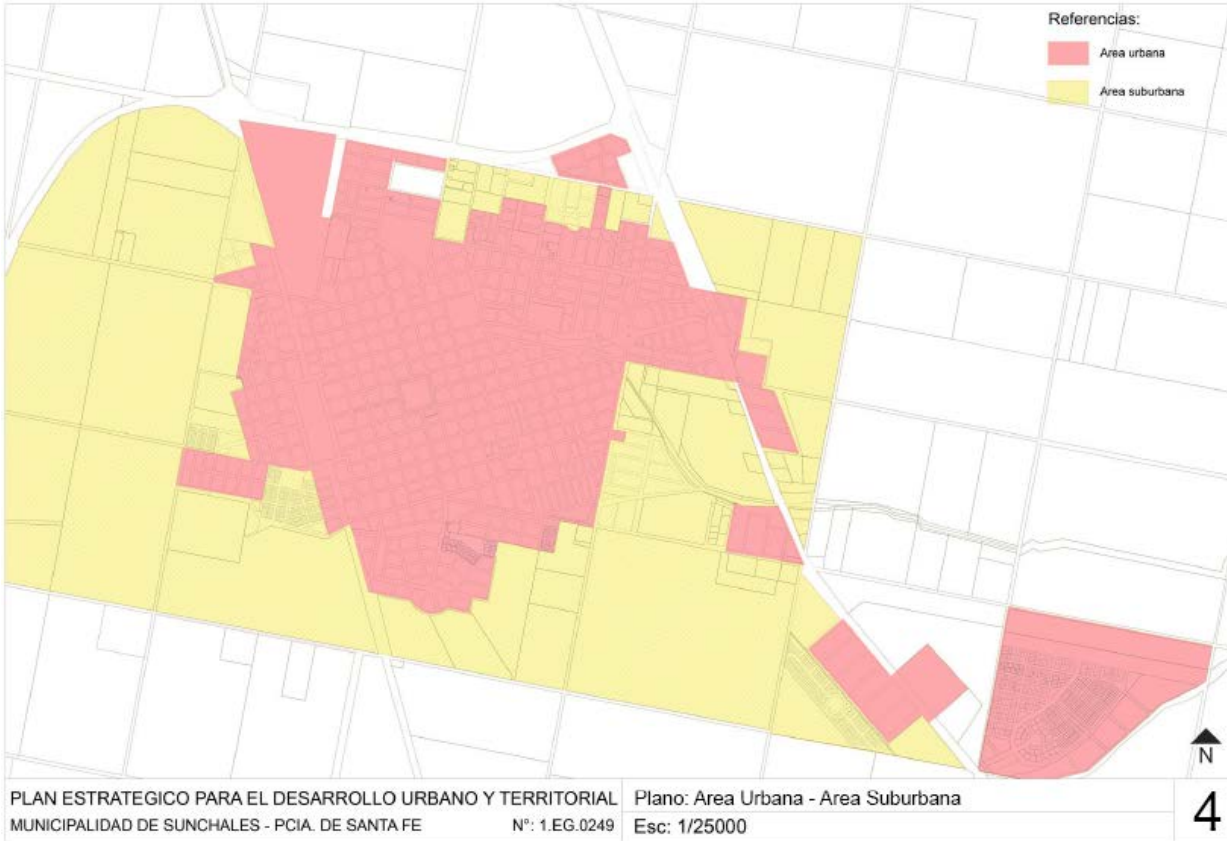 Referencias:
Area urbana
Area suburbana
N
PLAN ESTRATEGICO PARA EL DESARROLLO URBANO Y TERRITORIAL
MUNICIPALIDAD DE SUNCHALES - PCIA. DE SANTA FE N°: 1.EG.0249
Plano: Area Urbana - Area Suburbana
Esc: 1/25000
4